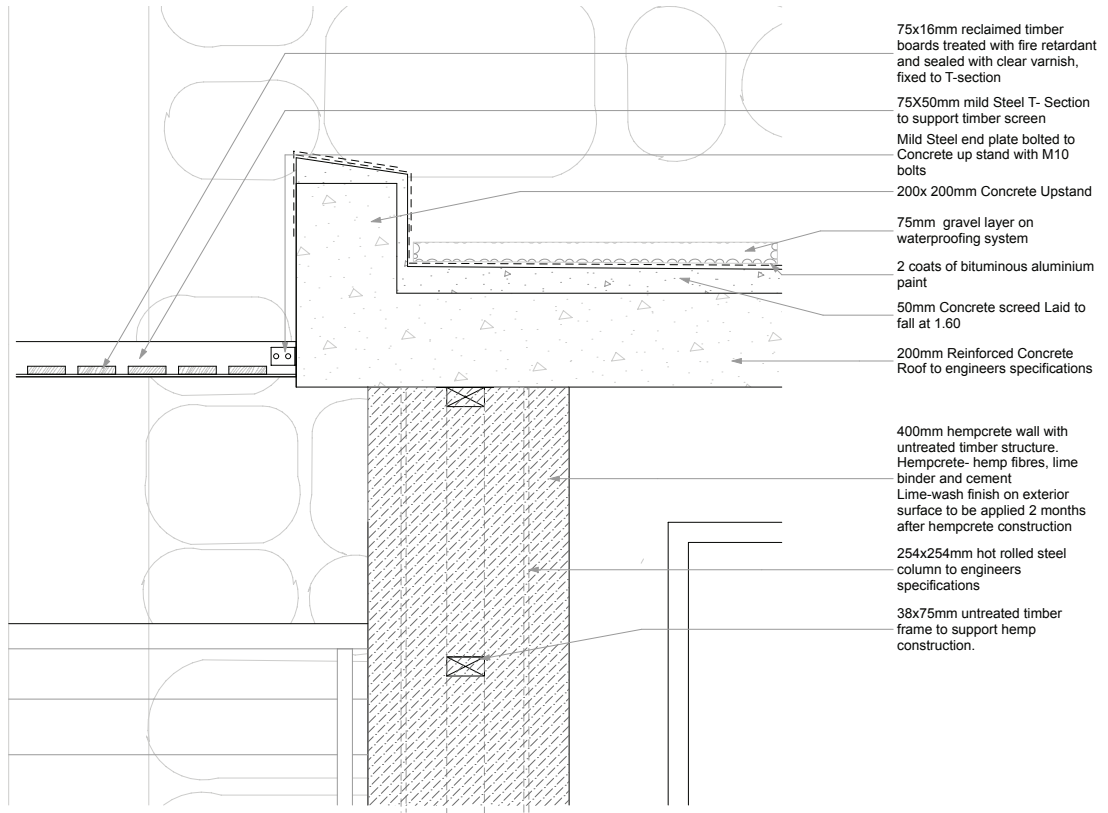 75x16mm reclaimed timber
boards treated with fire retardant
and sealed with clear varnish,
fixed to T-section
75X50mm mild Steel T- Section
to support timber screen
Mild Steel end plate bolted to
Concrete up stand with M10
bolts
200x 200mm Concrete Upstand
75mm  gravel layer on
waterproofing system
2 coats of bituminous aluminium
paint
50mm Concrete screed Laid to
fall at 1.60
200mm Reinforced Concrete
Roof to engineers specifications
400mm hempcrete wall with
untreated timber structure.
Hempcrete- hemp fibres, lime
binder and cement
Lime-wash finish on exterior
surface to be applied 2 months
after hempcrete construction
254x254mm hot rolled steel
column to engineers
specifications
38x75mm untreated timber
frame to support hemp
construction.